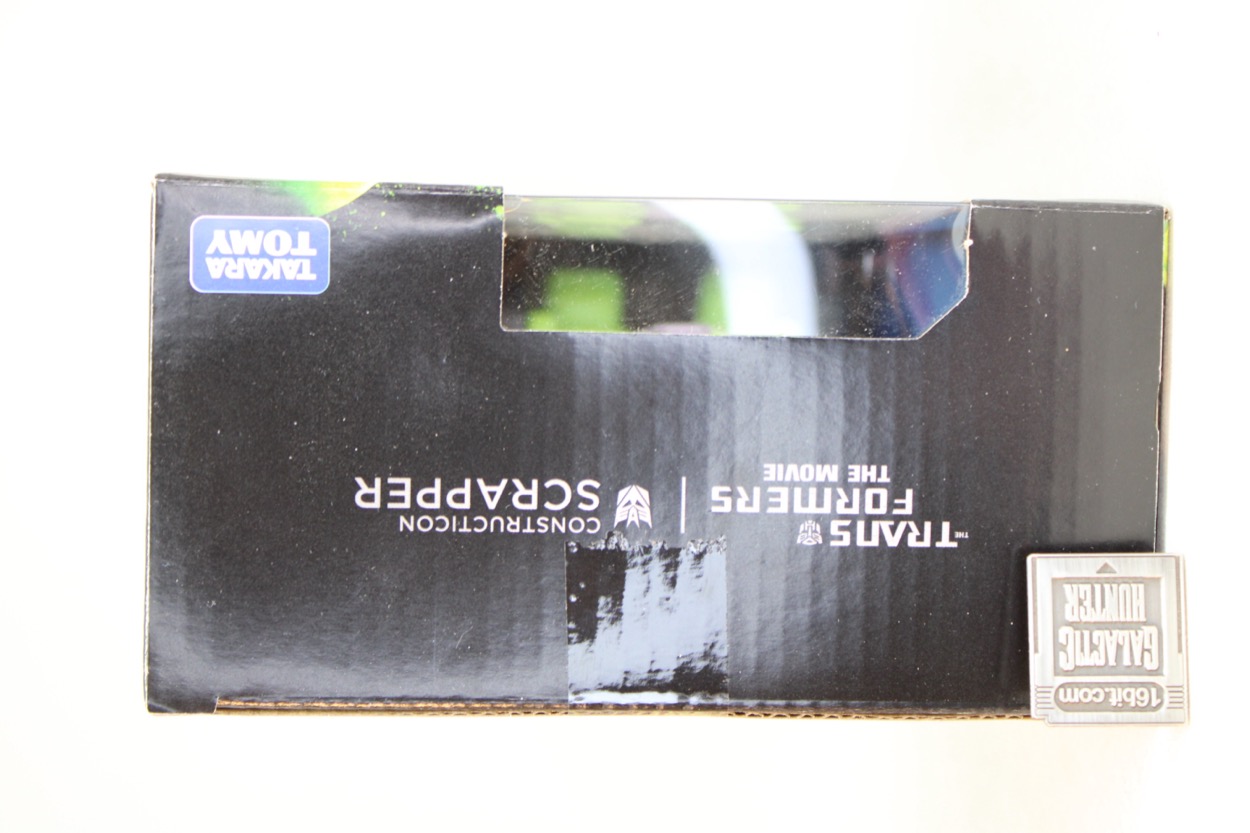 THE
TRANS
FORMERS
THE MOVIE
CONSTRUCTICON
SCRAPPER
TAKARA
TOMY
16bit.com
GALACTIC
HUNTER